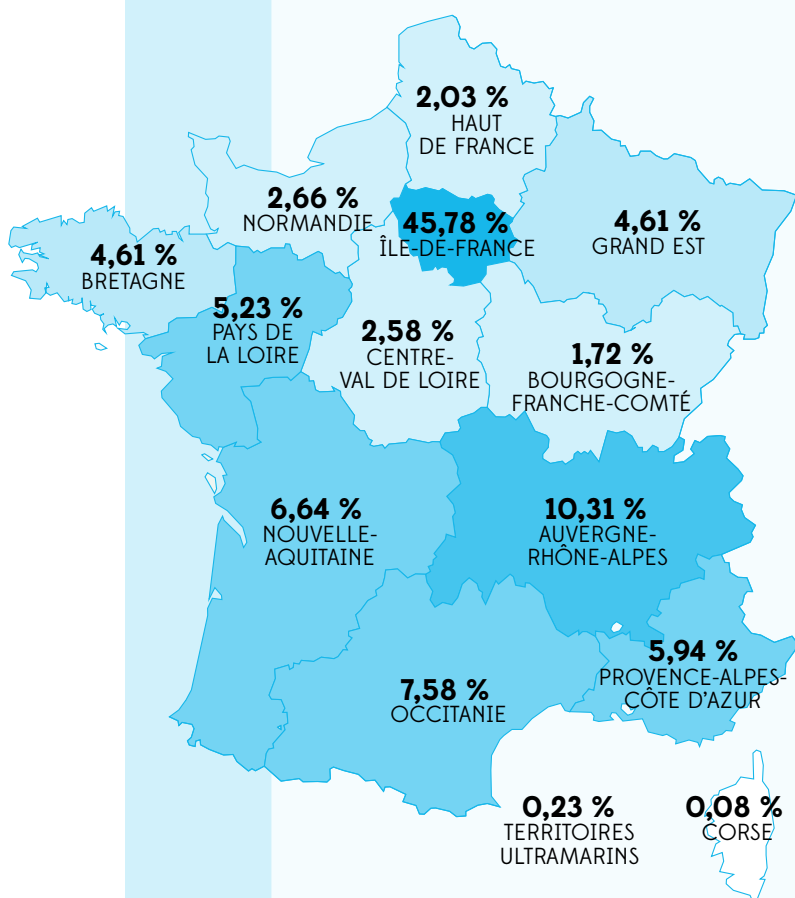 2,03 %
HAUT
DE FRANCE
2,66 %
NORMANDIE
45,78 %
ÎLE-DE-FRANCE
4,61 %
GRAND EST
4,61 %
BRETAGNE
5,23 %
PAYS DE
LA LOIRE
2,58 %
CENTRE-
VAL DE LOIRE
1,72 %
BOURGOGNE-
FRANCHE-COMTÉ
6,64 %
NOUVELLE-
AQUITAINE
10,31 %
AUVERGNE-
RHÔNE-ALPES
7,58 %
OCCITANIE
5,94 %
PROVENCE-ALPES-
CÔTE D'AZUR
0,23 %
TERRITOIRES
ULTRAMARINS
0,08 %
CORSE